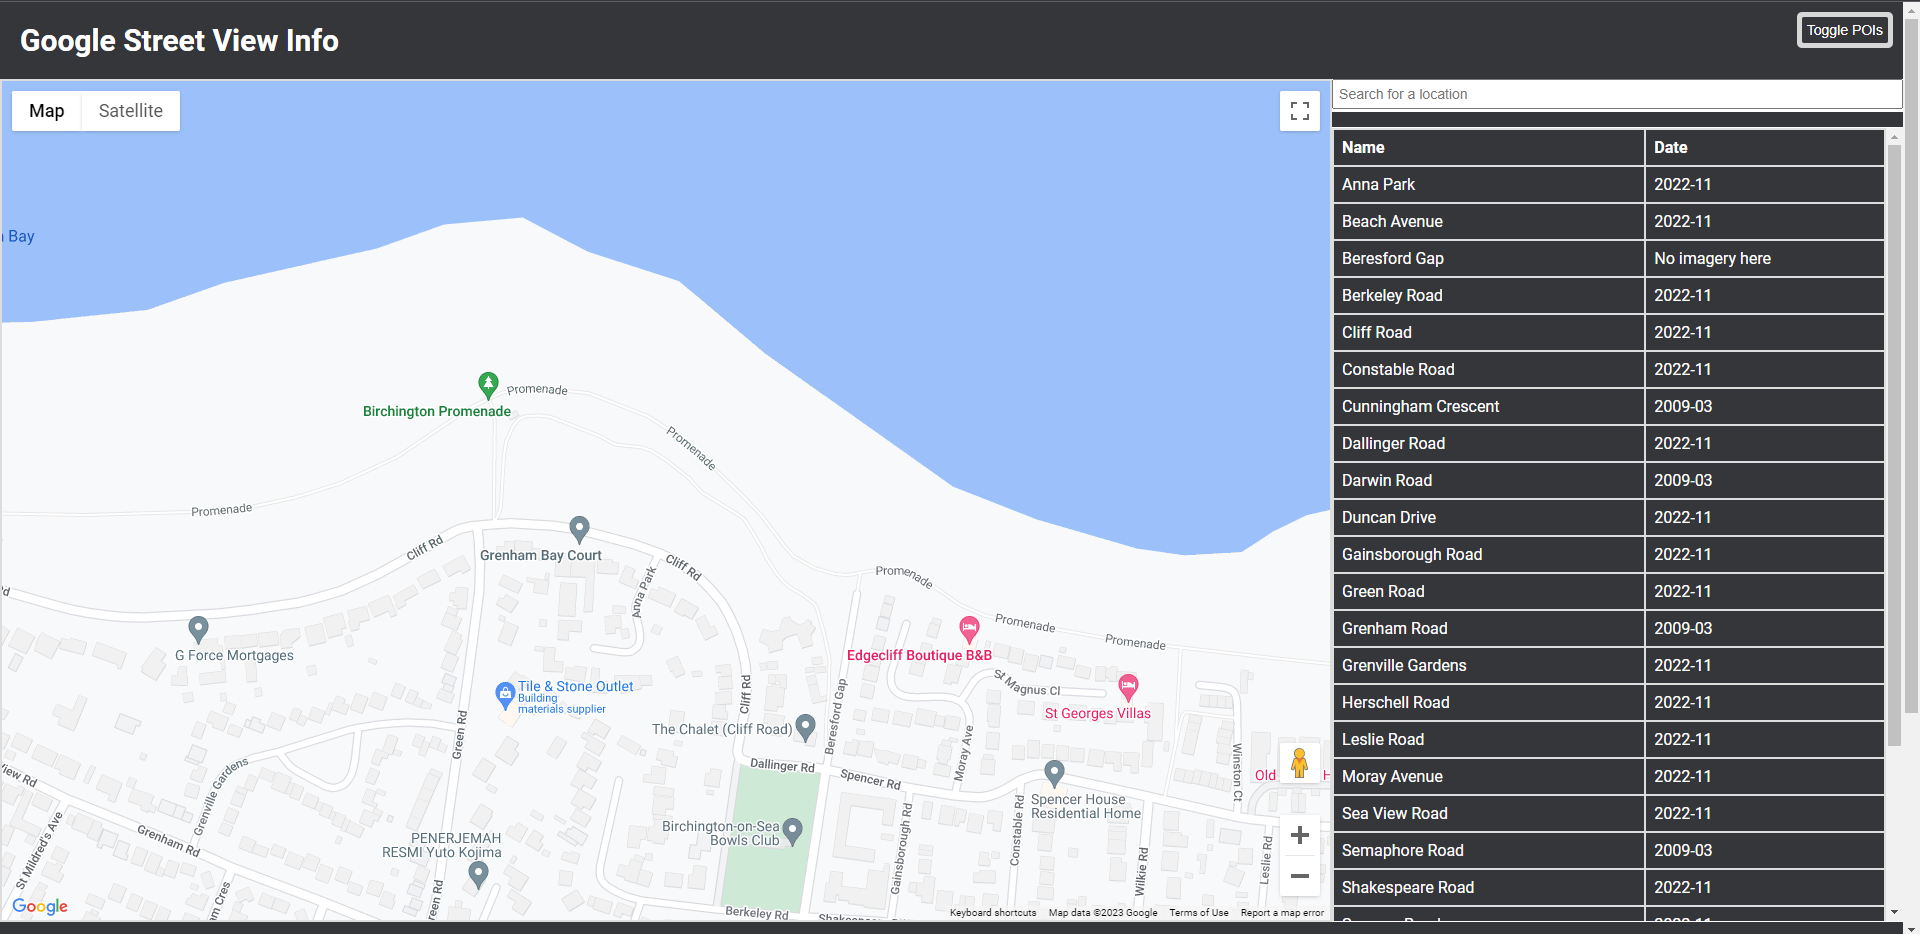 Google Street View Info
Toggle POIs
Map
Satellite
Search for a location
Name Date
Anna Park 2022-11
Beach Avenue 2022-11
Beresford Gap No imagery here
Berkeley Road 2022-11
Cliff Road 2022-11
Constable Road 2022-11
Cunningham Crescent 2009-03
Dallinger Road 2022-11
Darwin Road 2009-03
Duncan Drive 2022-11
Gainsborough Road 2022-11
Green Road 2022-11
Grenham Road 2009-03
Grenville Gardens 2022-11
Herschell Road 2022-11
Leslie Road 2022-11
Moray Avenue 2022-11
Sea View Road 2022-11
Semaphore Road 2009-03
Shakespeare Road 2022-11
Bay
Promenade
Birchington Promenade
Promenade
Promenade
Cliff Rd
Grenham Bay Court
Cliff Rd
Anna Park
Promenade
Promenade
Promenade
G Force Mortgages
Edgecliff Boutique B&B
St Magnus Cl
St Georges Villas
Tile & Stone Outlet
Building
materials supplier
Cliff Rd
Beresford Gap
Green Rd
The Chalet (Cliff Road)
Moray Ave
Winston Ct
Dallinger Rd
Spencer Rd
Old
H
View Rd
Grenville Gardens
Spencer House
Residential Home
Grenham Rd
St Mildred's Ave
PENERJEMAH
RESMI Yuto Kojima
Birchington-on-Sea
Bowls Club
Gainsborough Rd
Constable Rd
Wilkie Rd
Leslie Rd
reen Rd
am Cres
Berkeley Rd
Google
Keyboard shortcuts
Map data ©2023 Google
Terms of Use
Report a map error